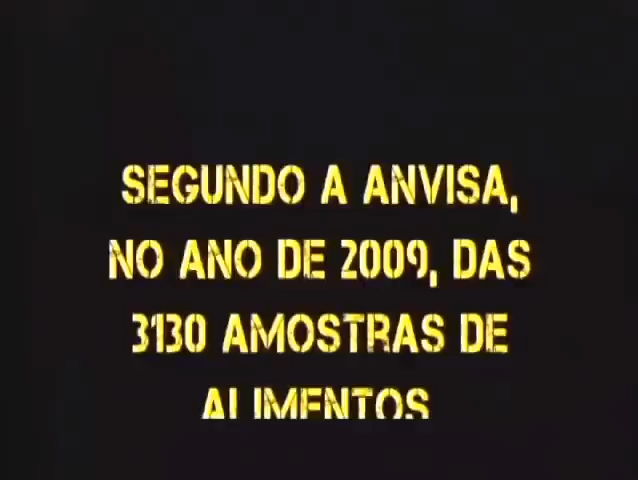 SEGUNDO A ANVISA,
NO ANO DE 2009, DAS
3130 AMOSTRAS DE
ALIMENTOS